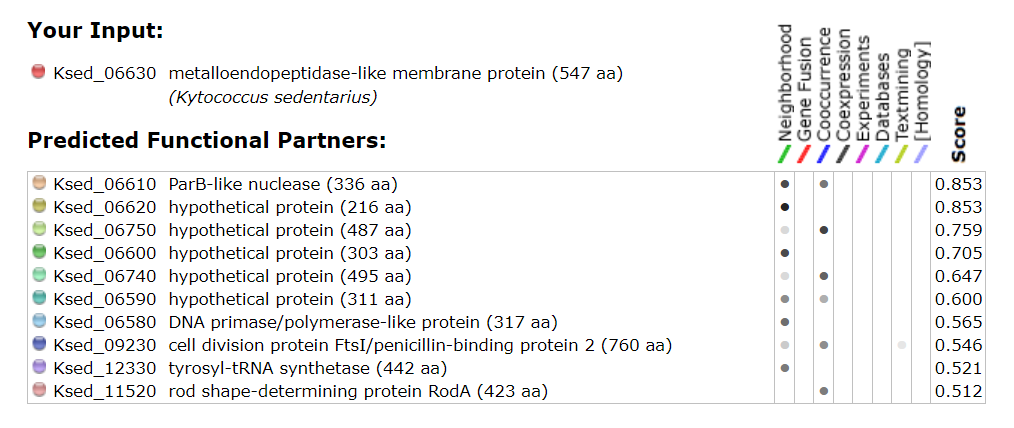 Your Input:
Ksed_06630 metalloendopeptidase-like membrane protein (547 aa)
(Kytococcus sedentarius)
Predicted Functional Partners:
Neighborhood
Gene Fusion
Cooccurrence
Coexpression
Experiments
Databases
Textmining
[Homology]
Score
Ksed_06610 ParB-like nuclease (336 aa) 0.853
Ksed_06620 hypothetical protein (216 aa) 0.853
Ksed_06750 hypothetical protein (487 aa) 0.759
Ksed_06600 hypothetical protein (303 aa) 0.705
Ksed_06740 hypothetical protein (495 aa) 0.647
Ksed_06590 hypothetical protein (311 aa) 0.600
Ksed_06580 DNA primase/polymerase-like protein (317 aa) 0.565
Ksed_09230 cell division protein FtsI/penicillin-binding protein 2 (760 aa) 0.546
Ksed_12330 tyrosyl-tRNA synthetase (442 aa) 0.521
Ksed_11520 rod shape-determining protein RodA (423 aa) 0.512